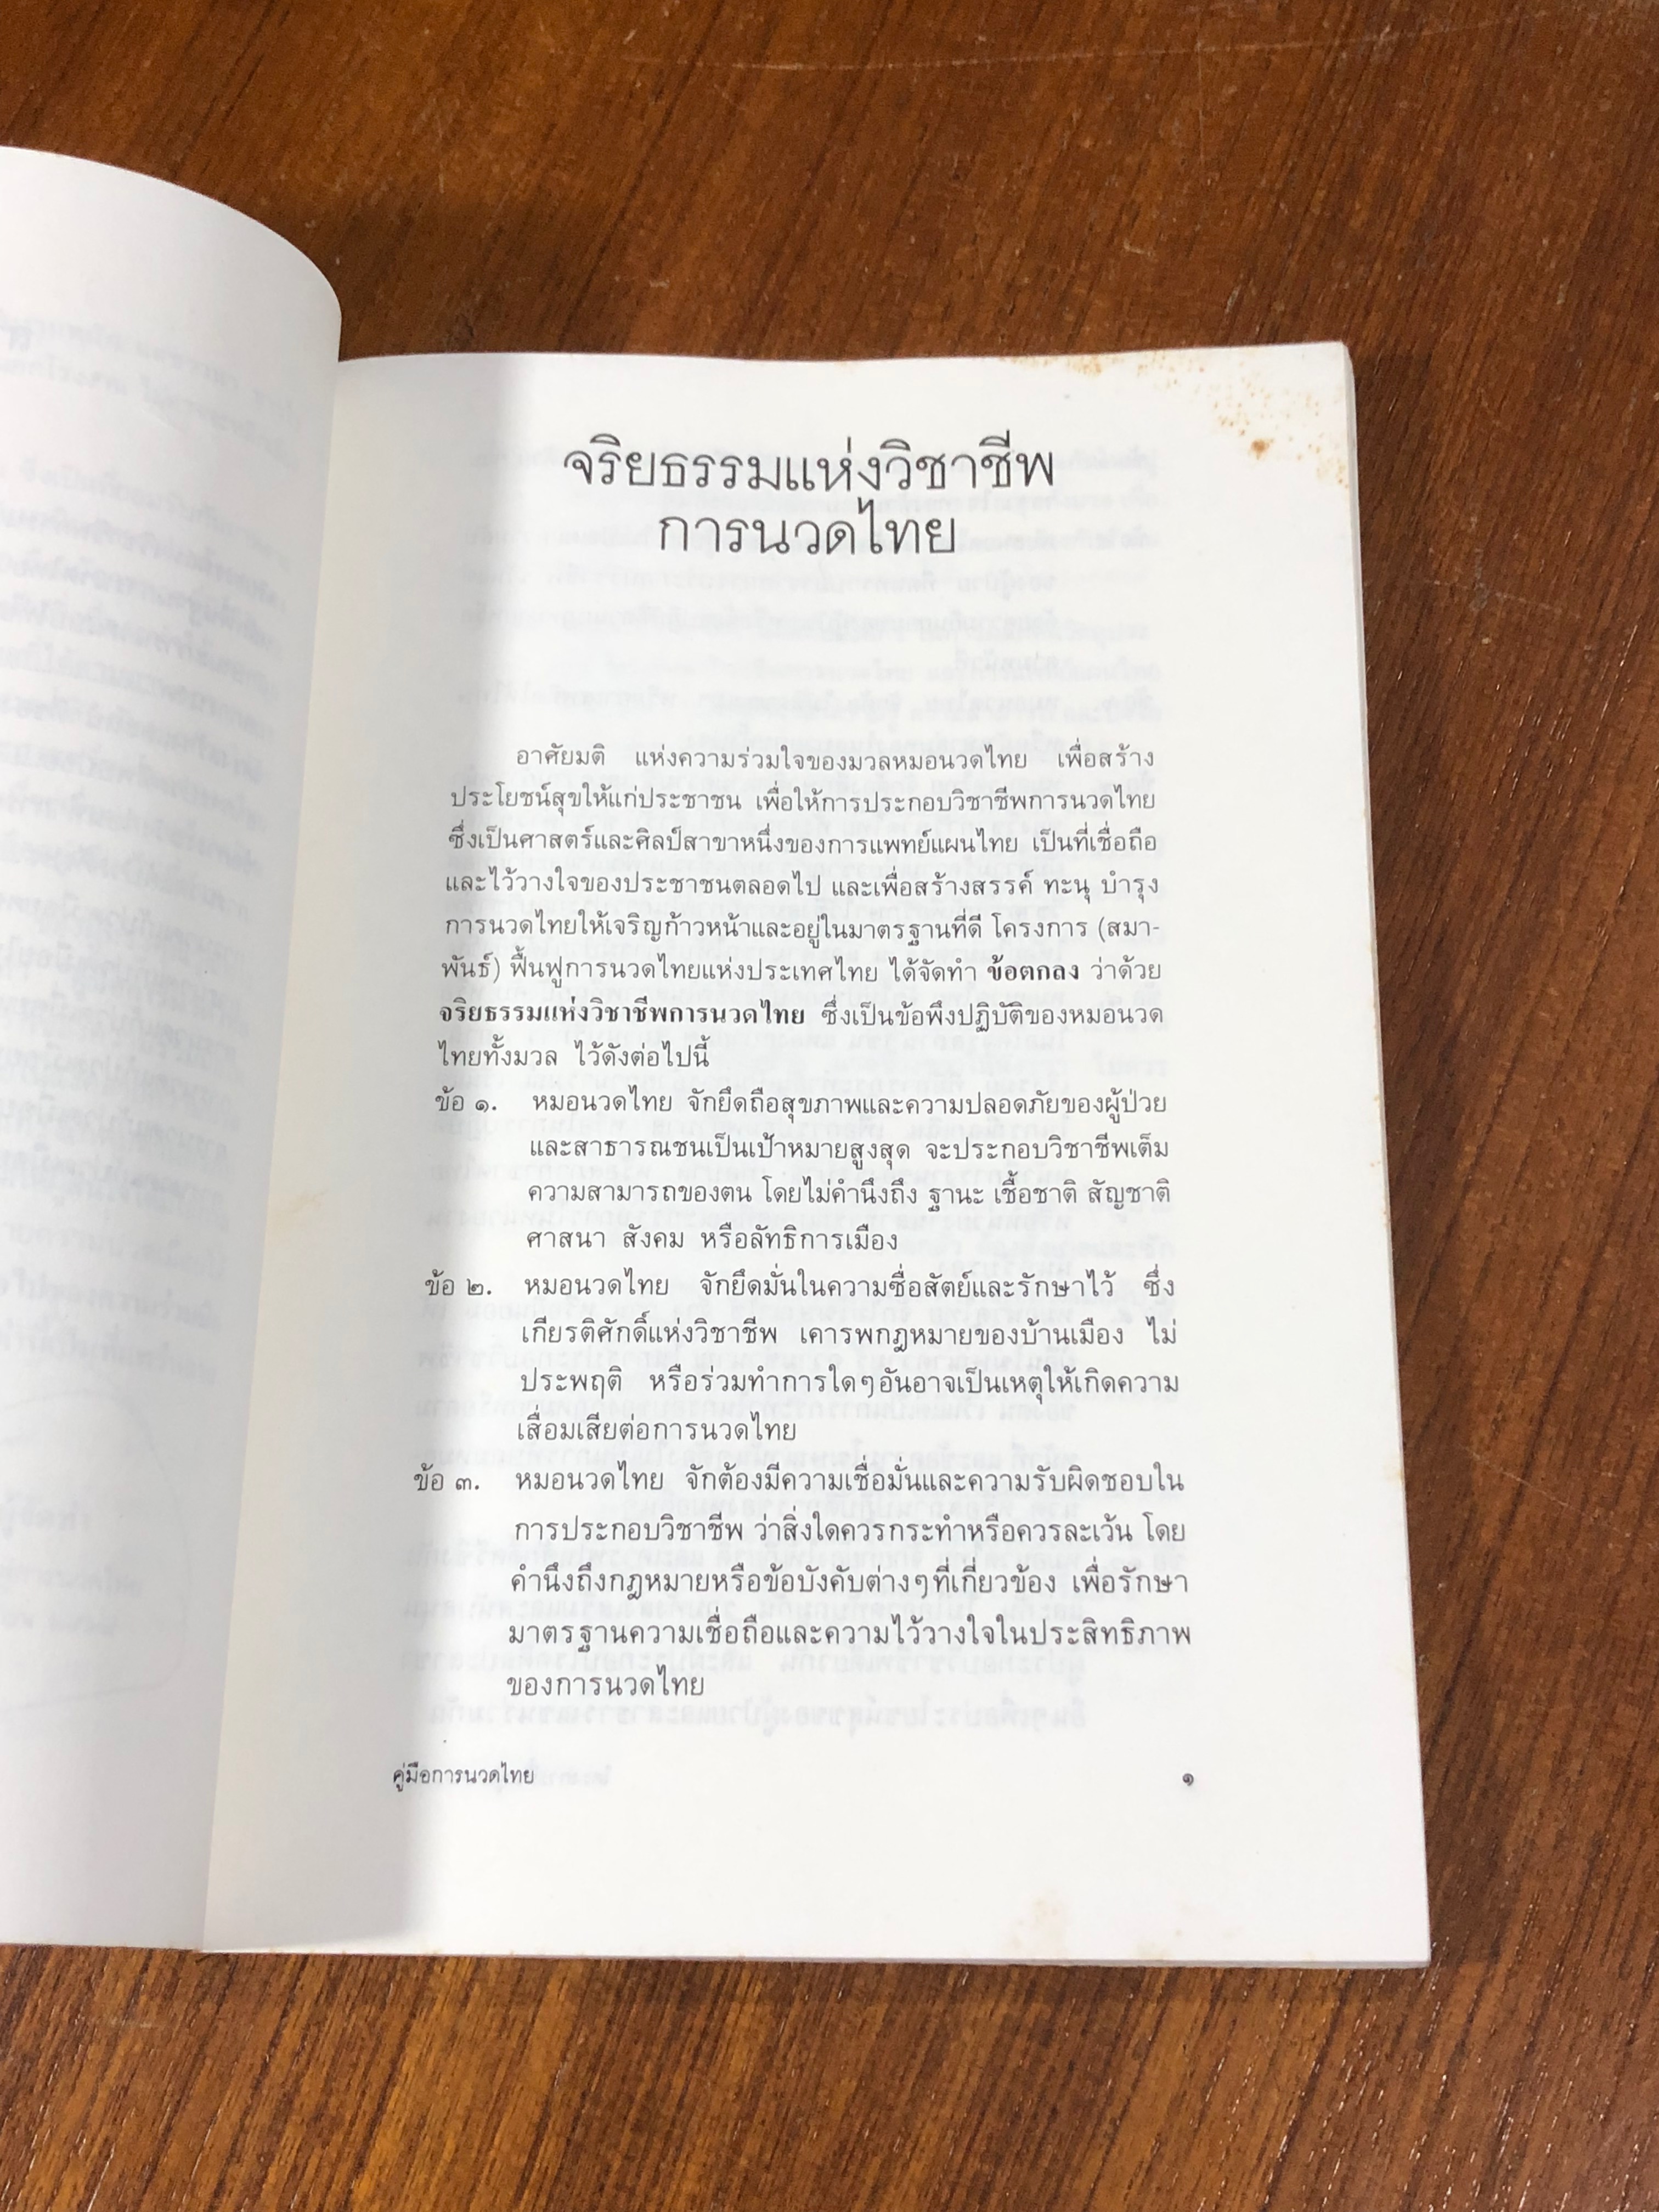 จริยธรรมแห่งวิชาชีพ
การนวดไทย
อาศัยมติ แห่งความร่วมใจของมวลหมอนวดไทย เพื่อสร้าง
ประโยชน์สุขให้แก่ประชาชน เพื่อให้การประกอบวิชาชีพการนวดไทย
ซึ่งเป็นศาสตร์และศิลป์สาขาหนึ่งของการแพทย์แผนไทย เป็นที่เชื่อถือ
และไว้วางใจของประชาชนตลอดไป และเพื่อสร้างสรรค์ ทะนุ บำรุง
การนวดไทยให้เจริญก้าวหน้าและอยู่ในมาตรฐานที่ดี โครงการ (สมา-
พันธ์) ฟื้นฟูการนวดไทยแห่งประเทศไทย ได้จัดทำ ข้อตกลง ว่าด้วย
จริยธรรมแห่งวิชาชีพการนวดไทย ซึ่งเป็นข้อพึงปฏิบัติของหมอนวด
ไทยทั้งมวล ไว้ดังต่อไปนี้
ข้อ ๑. หมอนวดไทย จักยึดถือสุขภาพและความปลอดภัยของผู้ป่วย
และสาธารณชนเป็นเป้าหมายสูงสุด จะประกอบวิชาชีพเต็ม
ความสามารถของตน โดยไม่คำนึงถึง ฐานะ เชื้อชาติ สัญชาติ
ศาสนา สังคม หรือลัทธิการเมือง
ข้อ ๒. หมอนวดไทย จักยึดมั่นในความซื่อสัตย์และรักษาไว้ ซึ่ง
เกียรติศักดิ์แห่งวิชาชีพ เคารพกฎหมายของบ้านเมือง ไม่
ประพฤติ หรือร่วมทำการใดๆอันอาจเป็นเหตุให้เกิดความ
เสื่อมเสียต่อการนวดไทย
ข้อ ๓. หมอนวดไทย จักต้องมีความเชื่อมั่นและความรับผิดชอบใน
การประกอบวิชาชีพ ว่าสิ่งใดควรกระทำหรือควรละเว้น โดย
คำนึงถึงกฎหมายหรือข้อบังคับต่างๆที่เกี่ยวข้อง เพื่อรักษา
มาตรฐานความเชื่อถือและความไว้วางใจในประสิทธิภาพ
ของการนวดไทย
คู่มือการนวดไทย ๑